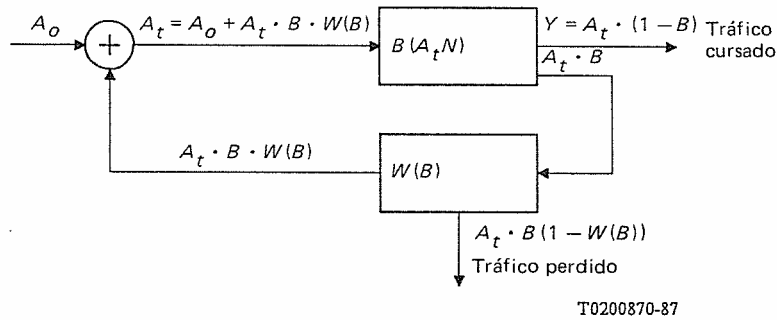 A_o
A_t = A_o + A_t · B · W(B)
B(A_t N)
Y = A_t · (1 – B)
Tráfico
cursado
A_t · B
A_t · B · W(B)
W(B)
A_t · B(1 – W(B))
Tráfico perdido
T0200870-87